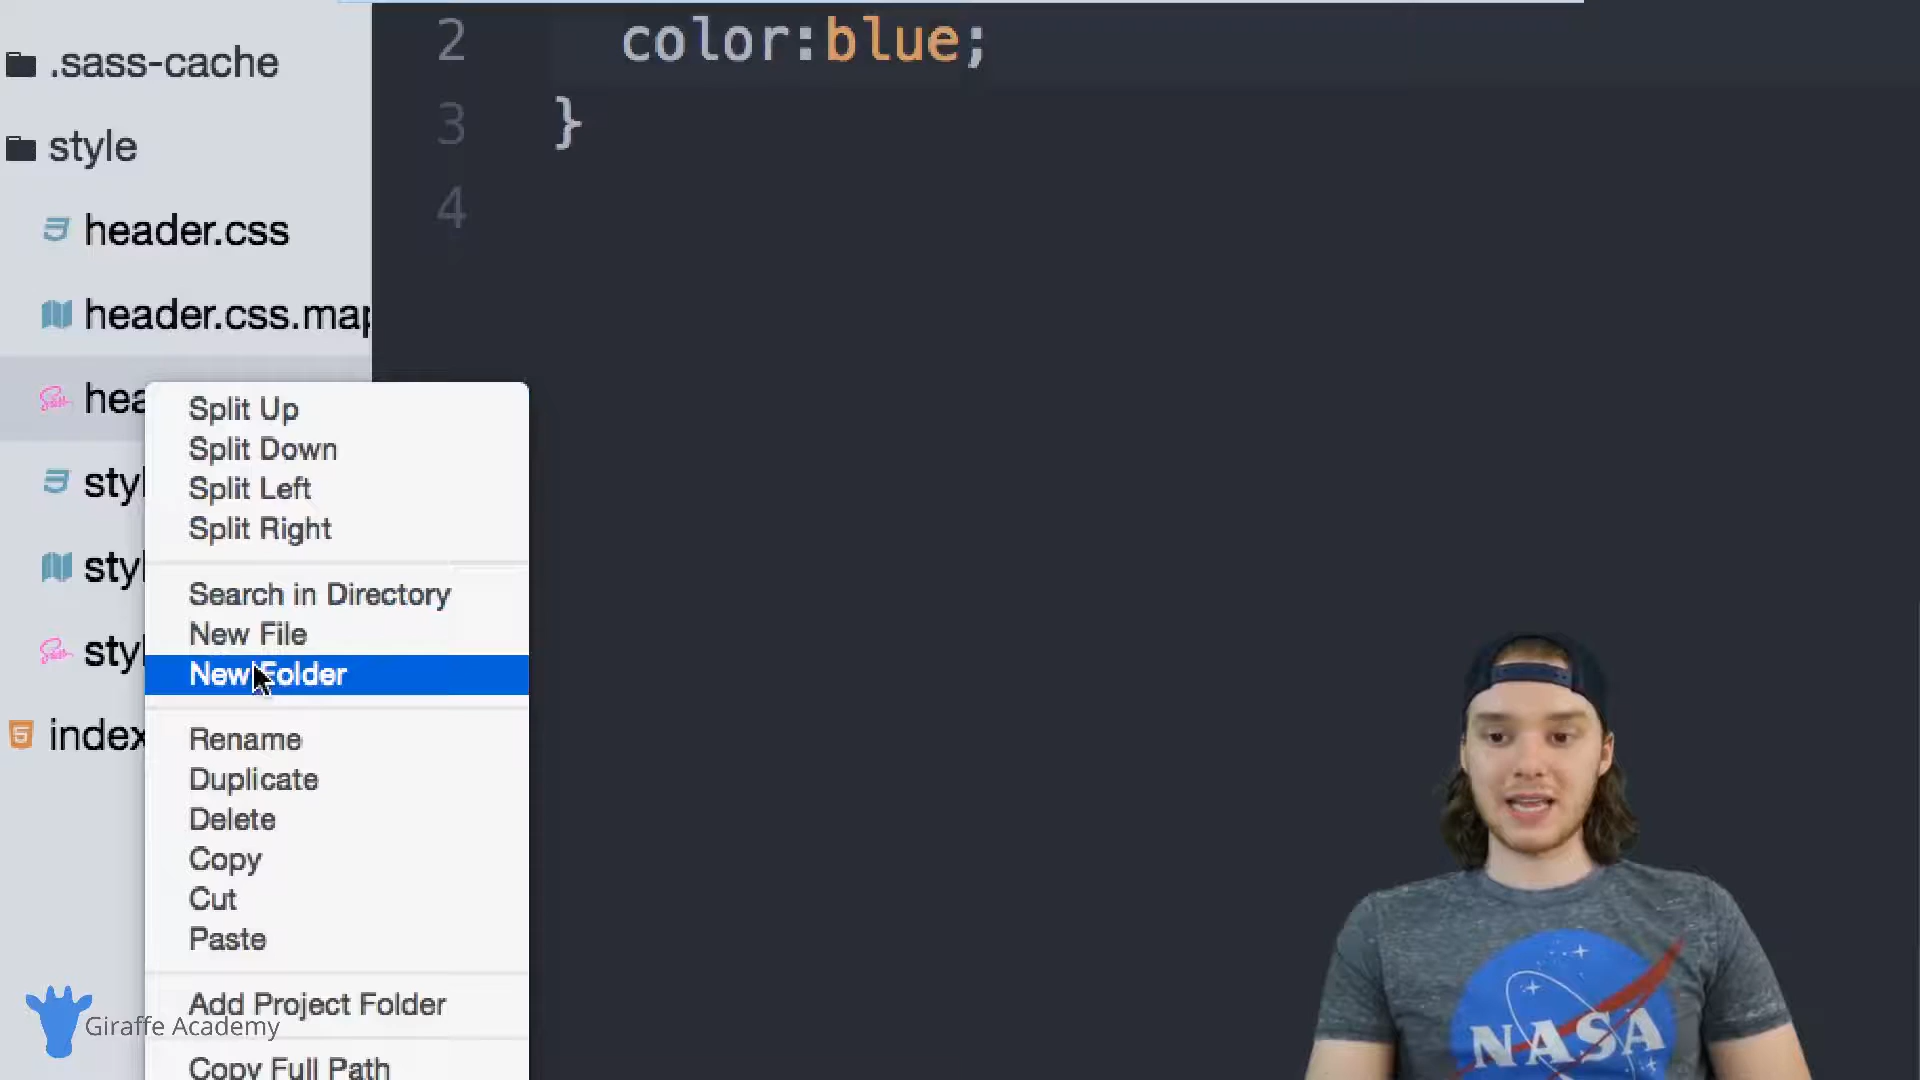 .sass-cache
style
header.css
header.css.map
hea
styl
styl
styl
index
2 color:blue;
3 }
4
Split Up
Split Down
Split Left
Split Right
Search in Directory
New File
New Folder
Rename
Duplicate
Delete
Copy
Cut
Paste
Add Project Folder
Copy Full Path
Giraffe Academy
NASA